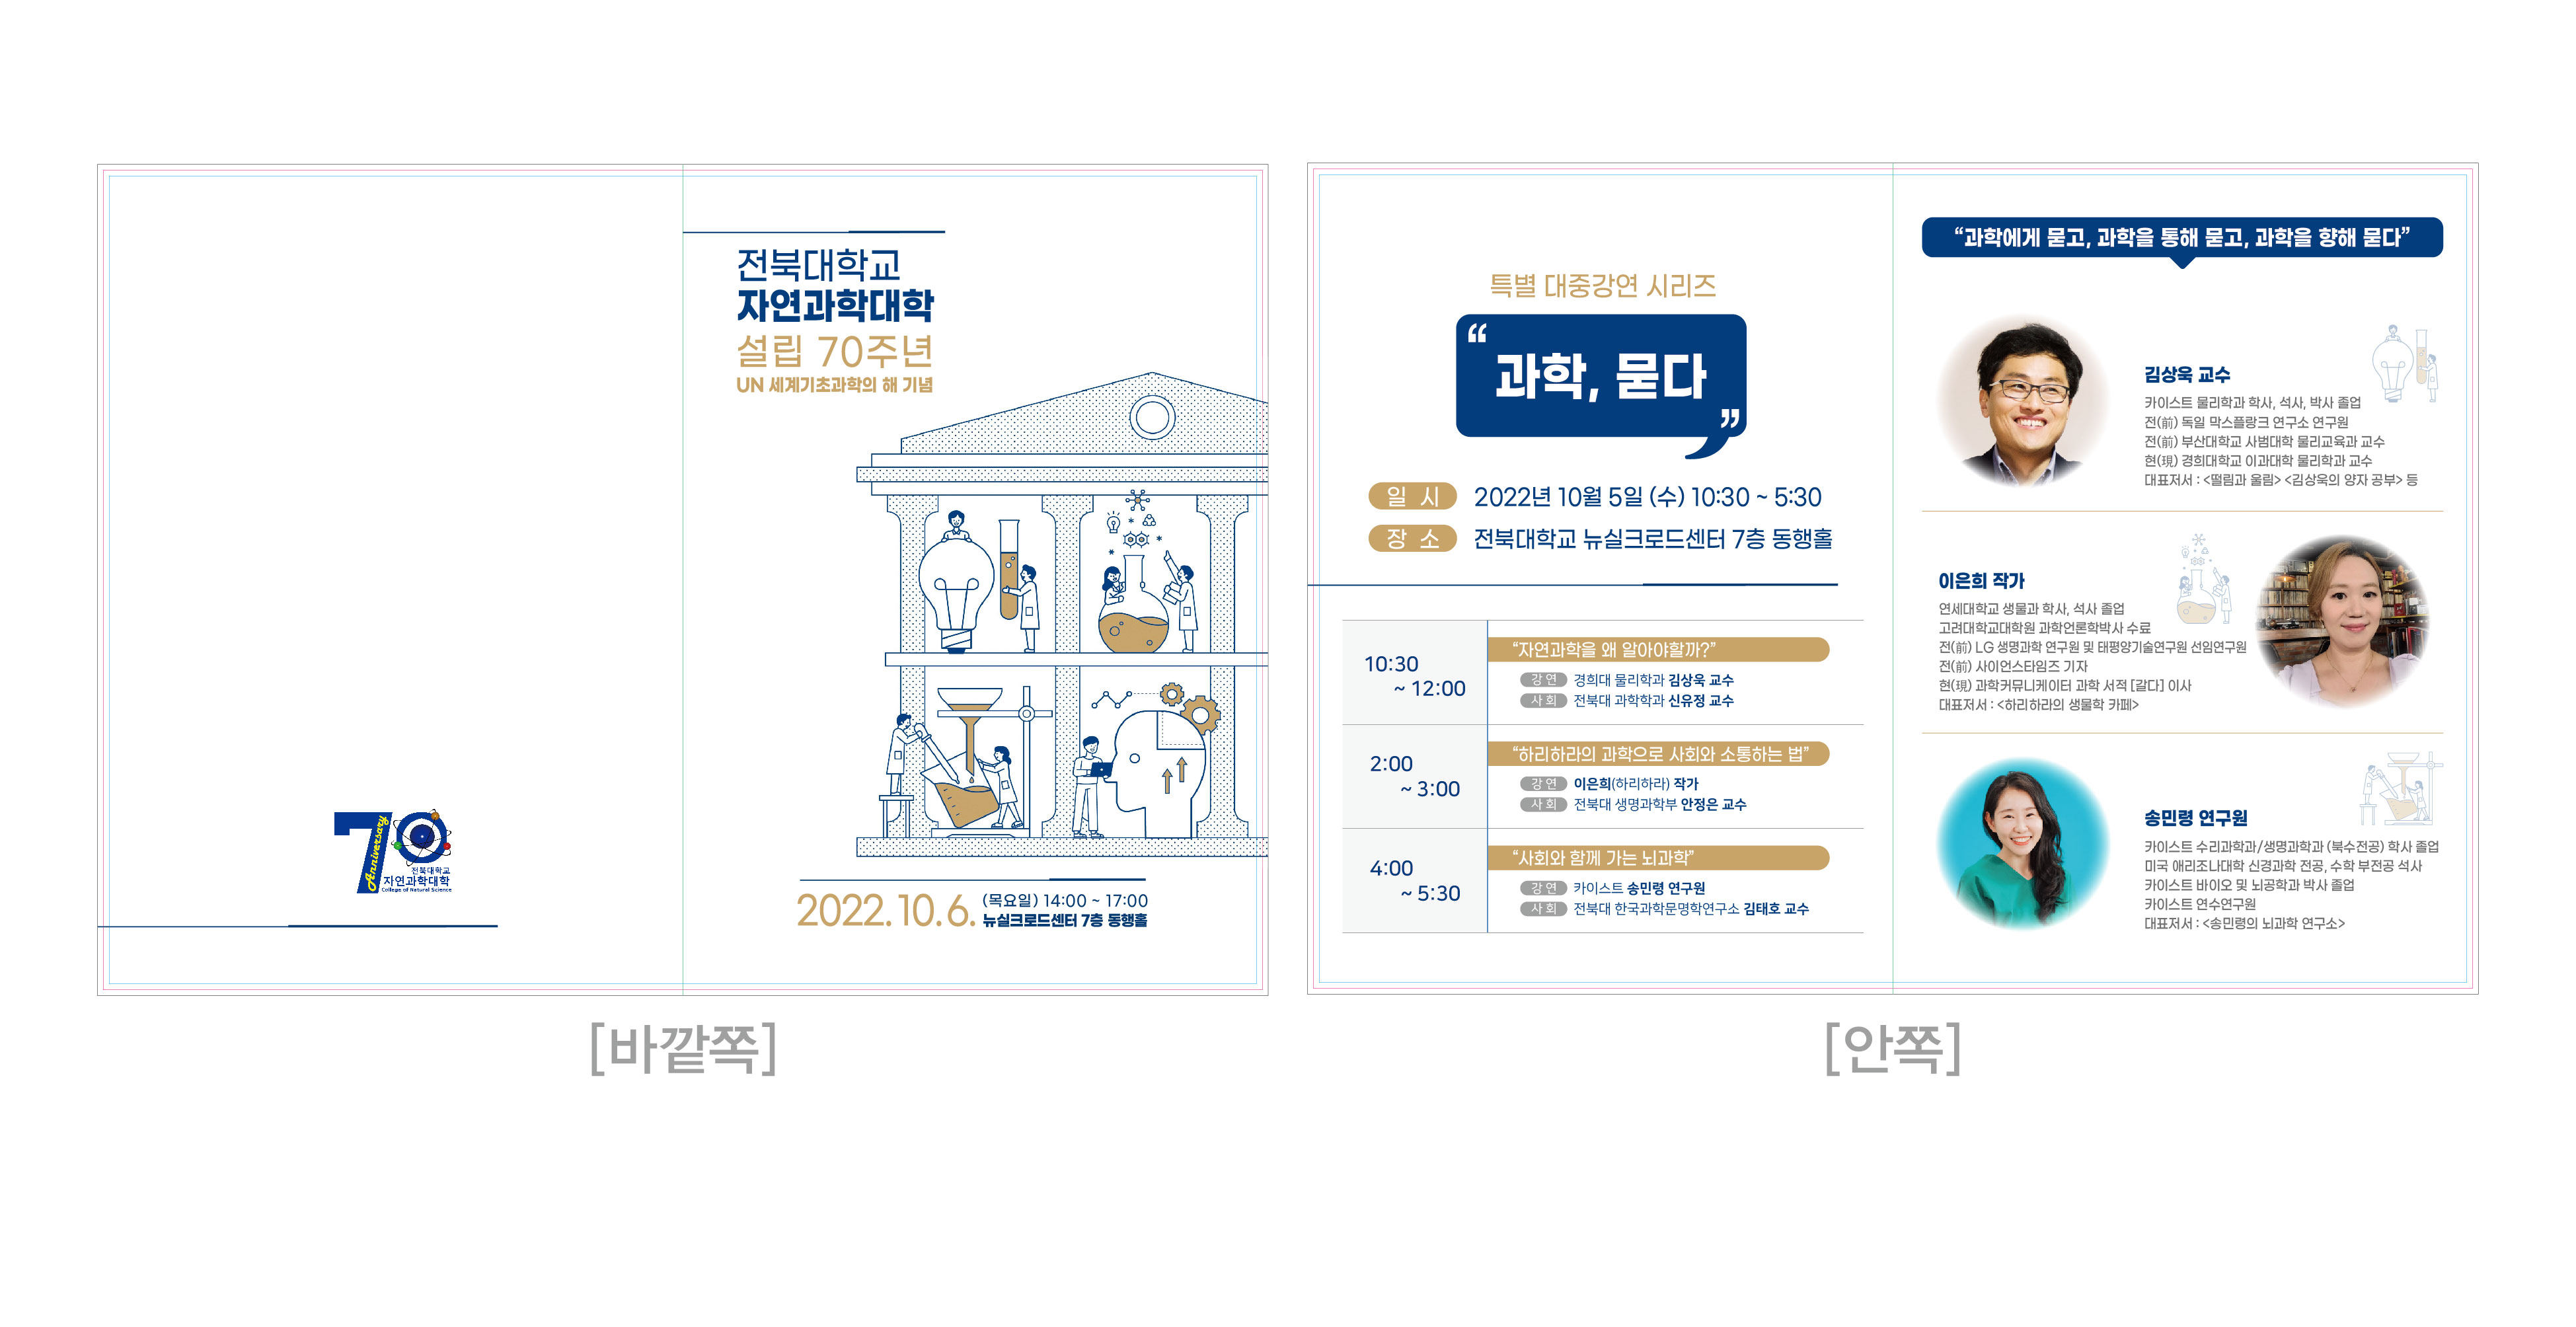 전북대학교
자연과학대학
설립 70주년
UN 세계기초과학의 해 기념
70
Anniversary
전북대학교
자연과학대학
College of Natural Science
2022. 10. 6.
(목요일) 14:00 ~ 17:00
뉴실크로드센터 7층 동행홀
[바깥쪽]
특별 대중강연 시리즈
“과학, 묻다”
일 시 2022년 10월 5일 (수) 10:30 ~ 5:30
장 소 전북대학교 뉴실크로드센터 7층 동행홀
10:30
~ 12:00
“자연과학을 왜 알아야할까?”
강연 경희대 물리학과 김상욱 교수
사회 전북대 과학학과 신유정 교수
2:00
~ 3:00
“하리하라의 과학으로 사회와 소통하는 법”
강연 이은희(하리하라) 작가
사회 전북대 생명과학부 안정은 교수
4:00
~ 5:30
“사회와 함께 가는 뇌과학”
강연 카이스트 송민령 연구원
사회 전북대 한국과학문명학연구소 김태호 교수
“과학에게 묻고, 과학을 통해 묻고, 과학을 향해 묻다”
김상욱 교수
카이스트 물리학과 학사, 석사, 박사 졸업
전(前) 독일 막스플랑크 연구소 연구원
전(前) 부산대학교 사범대학 물리교육과 교수
현(現) 경희대학교 이과대학 물리학과 교수
대표저서 : <떨림과 울림> <김상욱의 양자 공부> 등
이은희 작가
연세대학교 생물과 학사, 석사 졸업
고려대학교대학원 과학언론학박사 수료
전(前) LG 생명과학 연구원 및 태평양기술연구원 선임연구원
전(前) 사이언스타임즈 기자
현(現) 과학커뮤니케이터 과학 서적 [갈다] 이사
대표저서 : <하리하라의 생물학 카페>
송민령 연구원
카이스트 수리과학과/생명과학과 (복수전공) 학사 졸업
미국 애리조나대학 신경과학 전공, 수학 부전공 석사
카이스트 바이오 및 뇌공학과 박사 졸업
카이스트 연수연구원
대표저서 : <송민령의 뇌과학 연구소>
[안쪽]